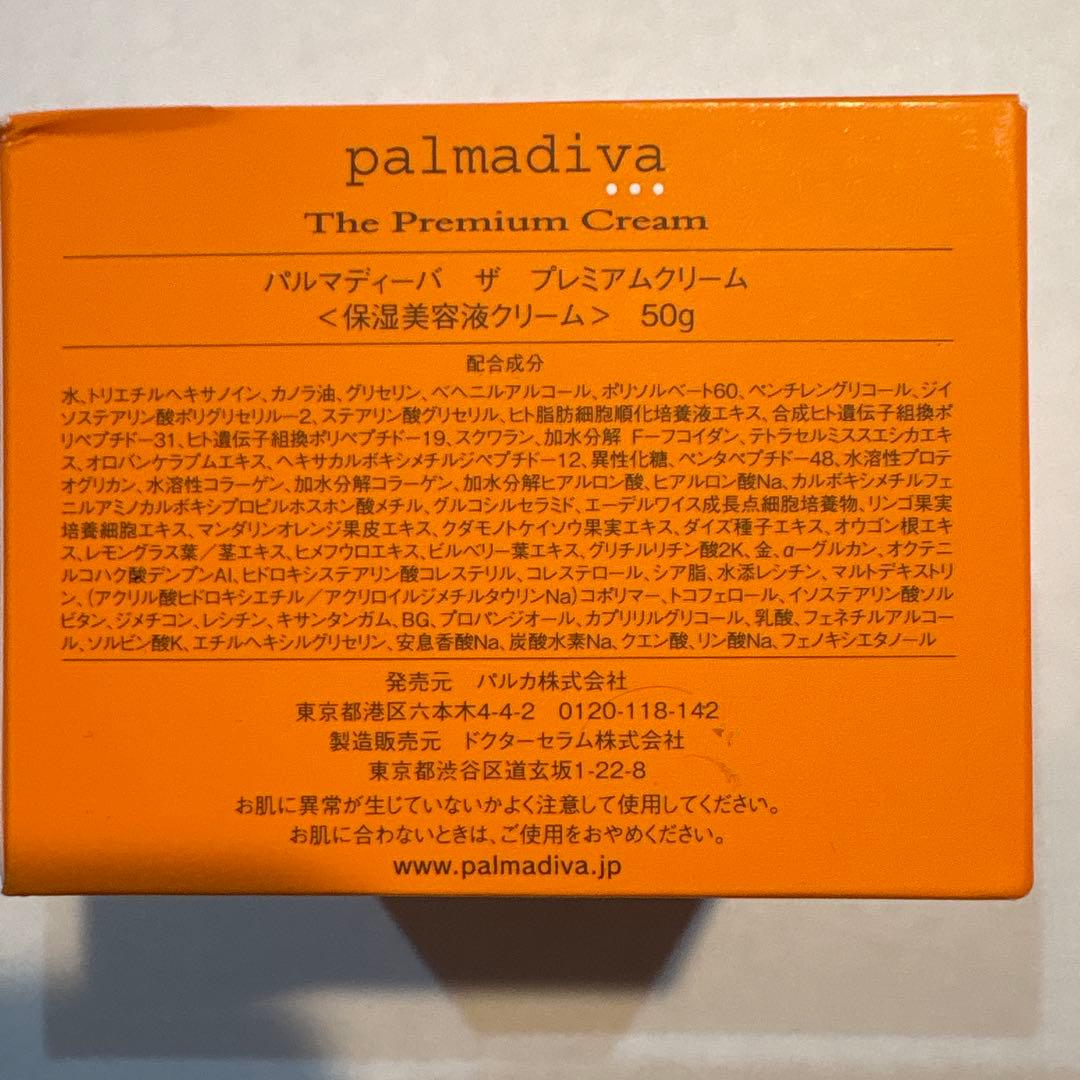 palmadiva
The Premium Cream
パルマディーバ ザ プレミアムクリーム
＜保湿美容液クリーム＞ 50g
配合成分
水、トリエチルヘキサノイン、カノラ油、グリセリン、ベヘニルアルコール、ポリソルベート60、ペンチレングリコール、ジイ
ソステアリン酸ポリグリセリルー2、ステアリン酸グリセリル、ヒト脂肪細胞順化培養液エキス、合成ヒト遺伝子組換ポ
リペプチドー31、ヒト遺伝子組換ポリペプチドー19、スクワラン、加水分解 Fーフコイダン、テトラセルミススエシカエキ
ス、オロバンケラプムエキス、ヘキサカルボキシメチルジペプチドー12、異性化糖、ペンタペプチドー48、水溶性プロテ
オグリカン、水溶性コラーゲン、加水分解コラーゲン、加水分解ヒアルロン酸、ヒアルロン酸Na、カルボキシメチルフェ
ニルアミノカルボキシプロピルホスホン酸メチル、グルコシルセラミド、エーデルワイス成長点細胞培養物、リンゴ果実
培養細胞エキス、マンダリンオレンジ果皮エキス、クダモノトケイソウ果実エキス、ダイズ種子エキス、オウゴン根エキ
ス、レモングラス葉／茎エキス、ヒメフウロエキス、ビルベリー葉エキス、グリチルリチン酸2K、金、αーグルカン、オクテニ
ルコハク酸デンプンAl、ヒドロキシステアリン酸コレステリル、コレステロール、シア脂、水添レシチン、マルトデキストリ
ン、（アクリル酸ヒドロキシエチル／アクリロイルジメチルタウリンNa）コポリマー、トコフェロール、イソステアリン酸ソル
ビタン、ジメチコン、レシチン、キサンタンガム、BG、プロパンジオール、カプリリルグリコール、乳酸、フェネチルアルコー
ル、ソルビン酸K、エチルヘキシルグリセリン、安息香酸Na、炭酸水素Na、クエン酸、リン酸Na、フェノキシエタノール
発売元 パルカ株式会社
東京都港区六本木4-4-2 0120-118-142
製造販売元 ドクターセラム株式会社
東京都渋谷区道玄坂1-22-8
お肌に異常が生じていないかよく注意して使用してください。
お肌に合わないときは、ご使用をおやめください。
www.palmadiva.jp